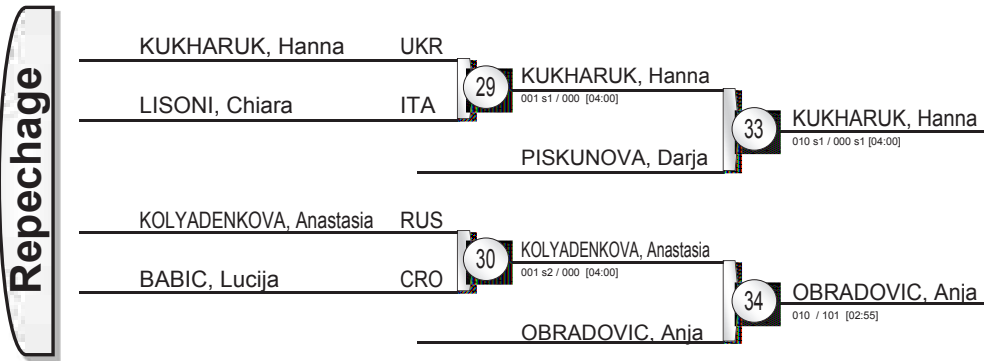 Repechage
KUKHARUK, Hanna UKR
LISONI, Chiara ITA
29
KUKHARUK, Hanna
001 s1 / 000 [04:00]
PISKUNOVA, Darja
33
KUKHARUK, Hanna
010 s1 / 000 s1 [04:00]
KOLYADENKOVA, Anastasia RUS
BABIC, Lucija CRO
30
KOLYADENKOVA, Anastasia
001 s2 / 000 [04:00]
OBRADOVIC, Anja
34
OBRADOVIC, Anja
010 / 101 [02:55]